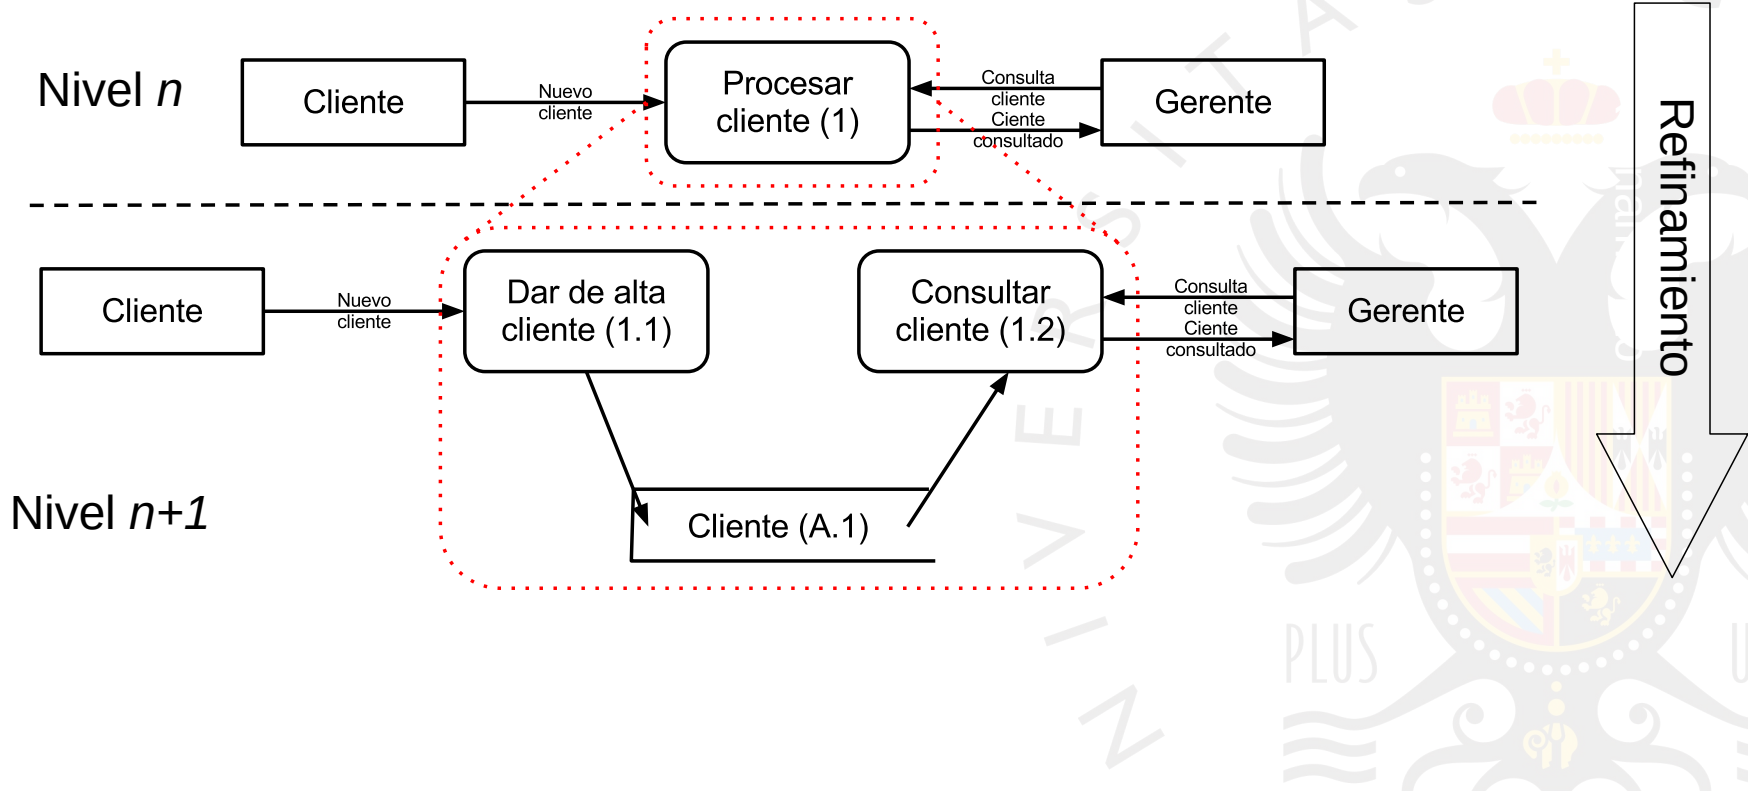 Nivel n
Cliente
Nuevo
cliente
Procesar
cliente (1)
Consulta
cliente
Ciente
consultado
Gerente
Refinamiento
Cliente
Nuevo
cliente
Dar de alta
cliente (1.1)
Consultar
cliente (1.2)
Consulta
cliente
Ciente
consultado
Gerente
Cliente (A.1)
Nivel n+1
N I V E R S I T A S
PLUS
U